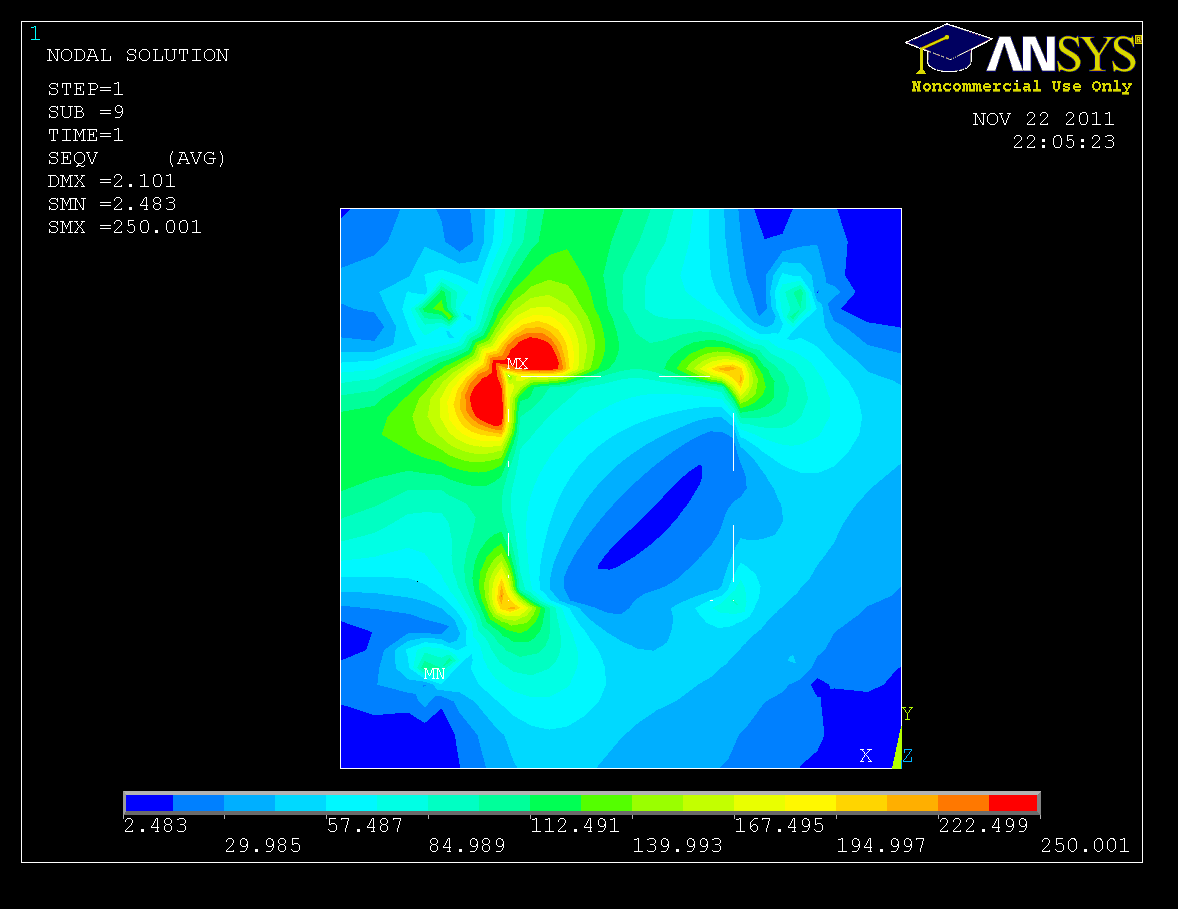 1
NODAL SOLUTION
STEP=1
SUB =9
TIME=1
SEQV (AVG)
DMX =2.101
SMN =2.483
SMX =250.001
ANSYS®
Noncommercial Use Only
NOV 22 2011
22:05:23
MX
MN
Y
X Z
2.483 57.487 112.491 167.495 222.499
29.985 84.989 139.993 194.997 250.001